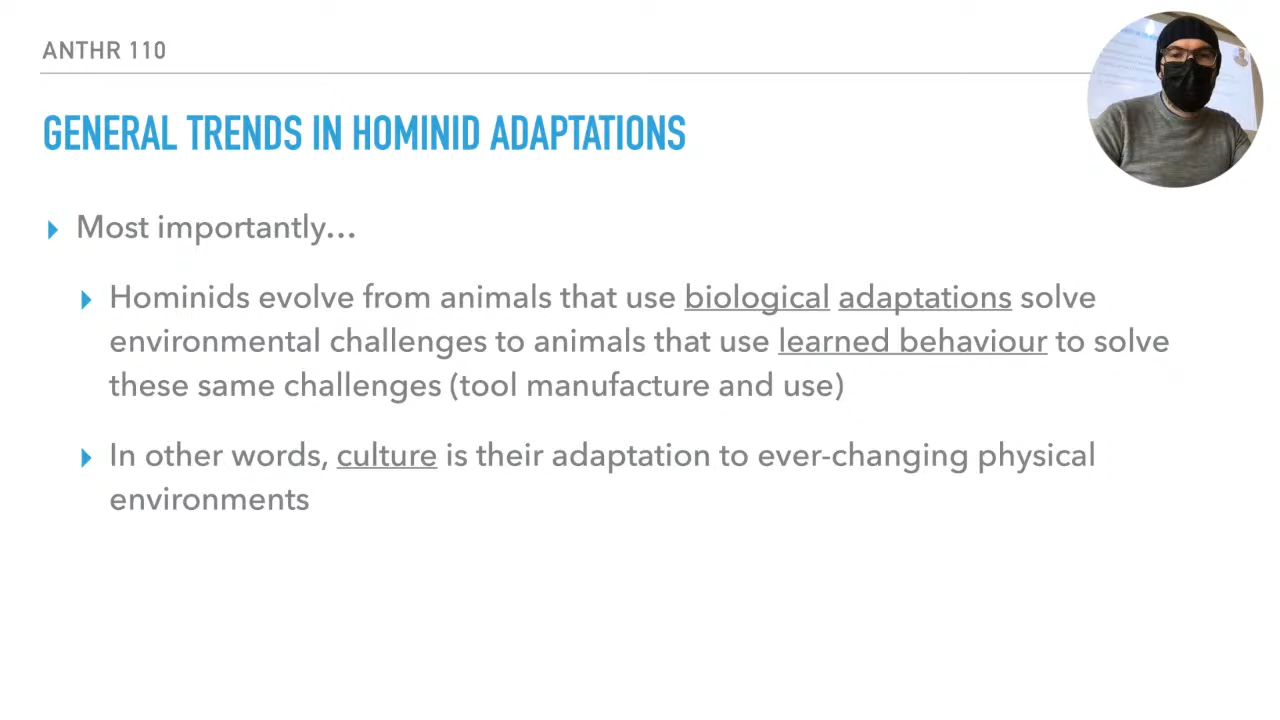 ANTHR 110
GENERAL TRENDS IN HOMINID ADAPTATIONS
Most importantly…
Hominids evolve from animals that use biological adaptations solve
environmental challenges to animals that use learned behaviour to solve
these same challenges (tool manufacture and use)
In other words, culture is their adaptation to ever-changing physical
environments